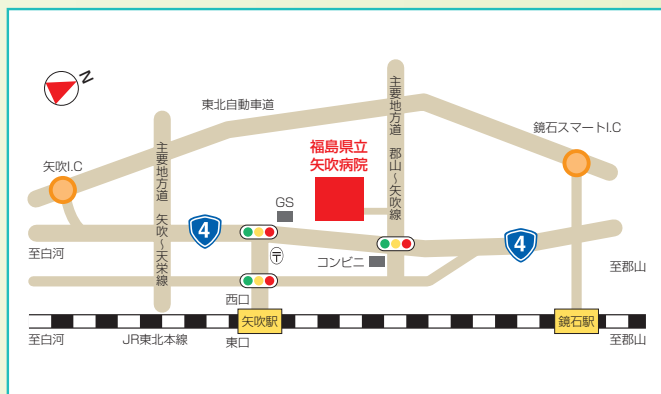 N
東北自動車道
主要地方道 郡山～矢吹線
鏡石スマートI.C
矢吹I.C
主要地方道 矢吹～天栄線
福島県立
矢吹病院
GS
4
4
〒
コンビニ
至白河
至郡山
西口
矢吹駅
鏡石駅
至白河
JR東北本線
東口
至郡山